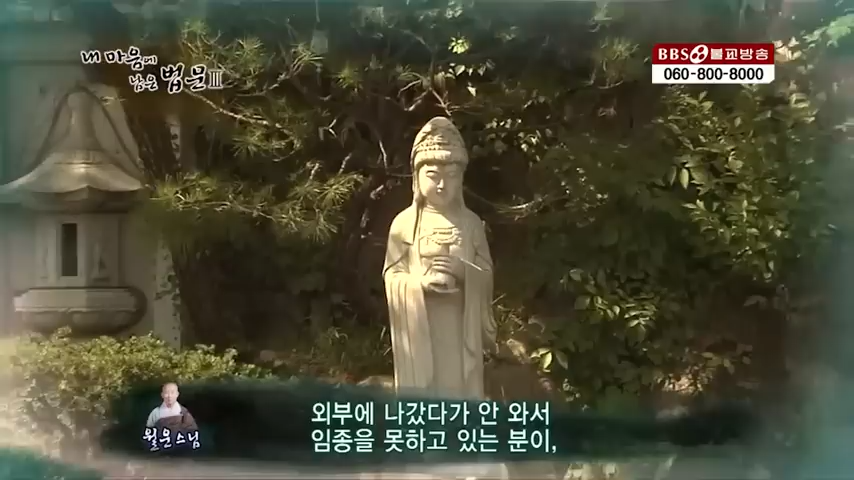 내 마음에
남은 법문Ⅲ
BBS 불교방송
060-800-8000
월운스님
외부에 나갔다가 안 와서
임종을 못하고 있는 분이,